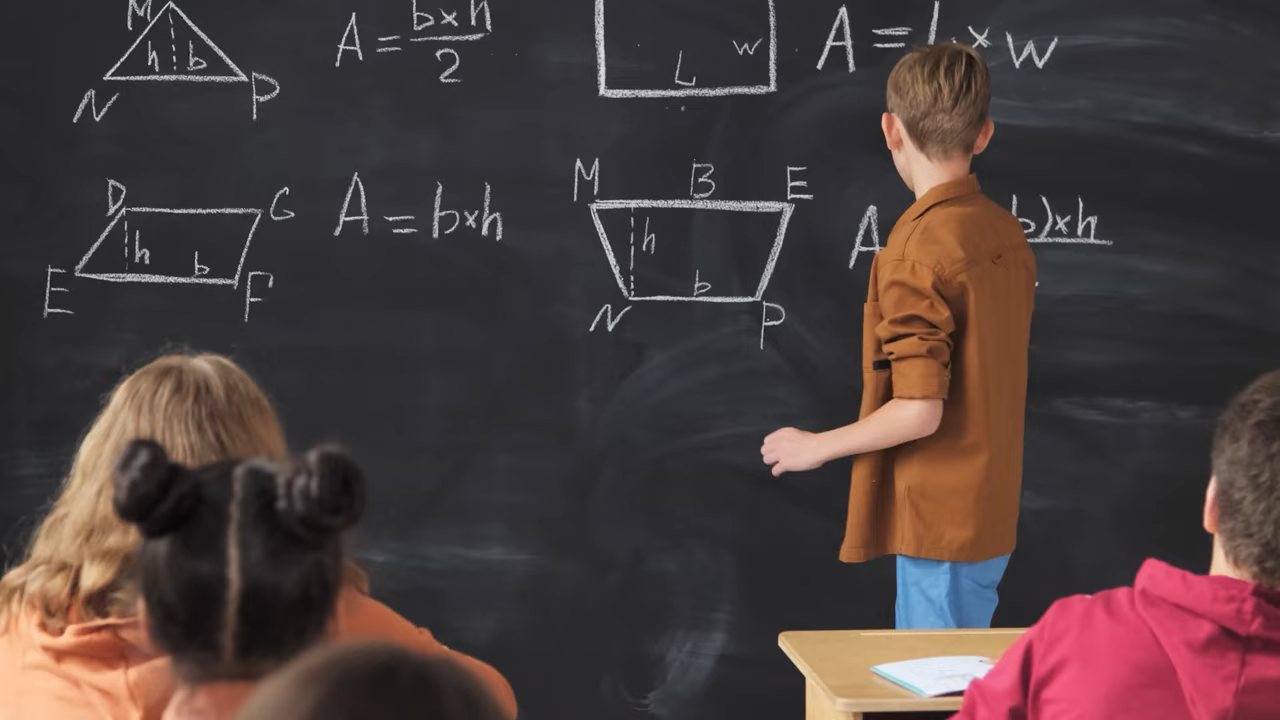 M
h b
N P
A = b×h
2
L w
A = L × w
D G
h b
E F
A = b×h
M B E
h b
N P
A b)×h